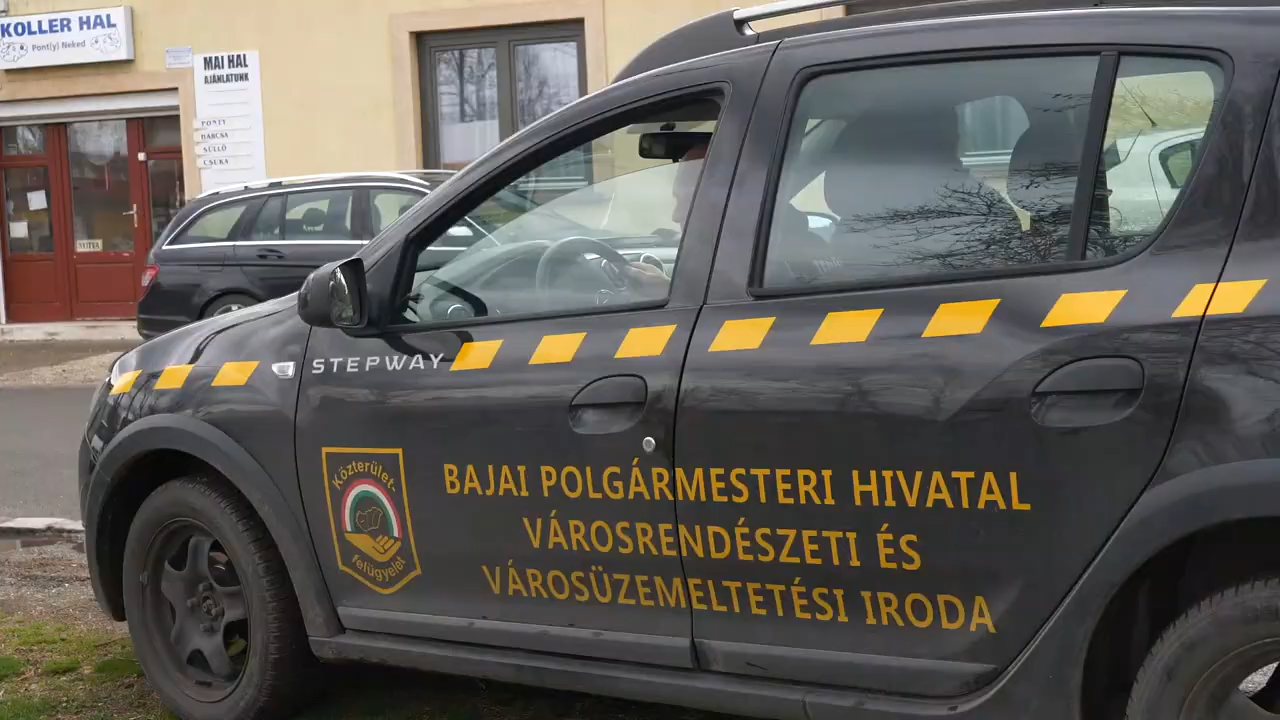 KOLLER HAL
Pont(y) Neked
MAI HAL
AJÁNLATUNK
PONTY
HARCSA
SÜLLŐ
CSUKA
NYITVA
STEPWAY
Közterület-
felügyelet
BAJAI POLGÁRMESTERI HIVATAL
VÁROSRENDÉSZETI ÉS
VÁROSÜZEMELTETÉSI IRODA